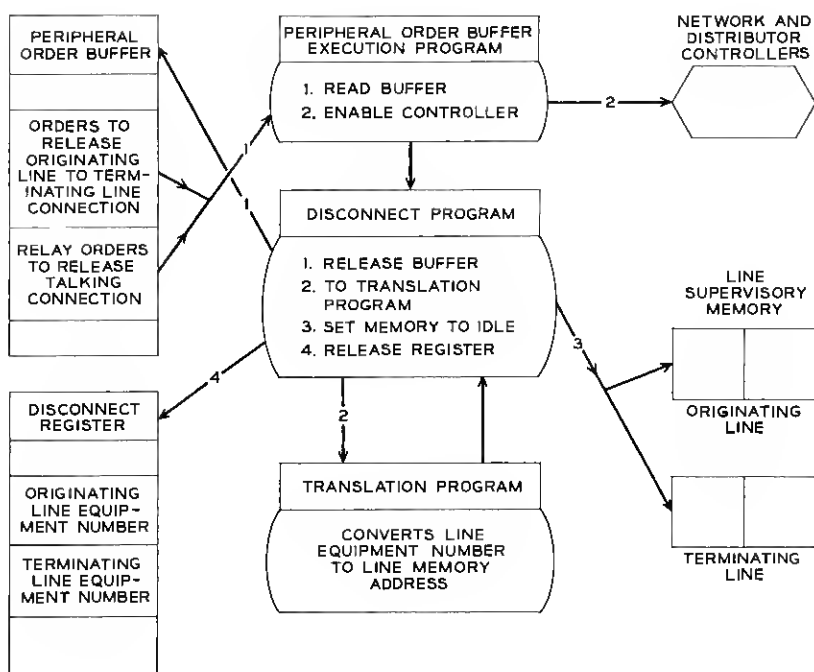 PERIPHERAL
ORDER BUFFER
ORDERS TO
RELEASE
ORIGINATING
LINE TO TERM-
INATING LINE
CONNECTION
RELAY ORDERS
TO RELEASE
TALKING
CONNECTION
PERIPHERAL ORDER BUFFER
EXECUTION PROGRAM
1. READ BUFFER
2. ENABLE CONTROLLER
NETWORK AND
DISTRIBUTOR
CONTROLLERS
2
1
1
DISCONNECT PROGRAM
1. RELEASE BUFFER
2. TO TRANSLATION
PROGRAM
3. SET MEMORY TO IDLE
4. RELEASE REGISTER
3
LINE
SUPERVISORY
MEMORY
ORIGINATING
LINE
TERMINATING
LINE
4
2
DISCONNECT
REGISTER
ORIGINATING
LINE EQUIP-
MENT NUMBER
TERMINATING
LINE EQUIP-
MENT NUMBER
TRANSLATION PROGRAM
CONVERTS LINE
EQUIPMENT NUMBER
TO LINE MEMORY
ADDRESS